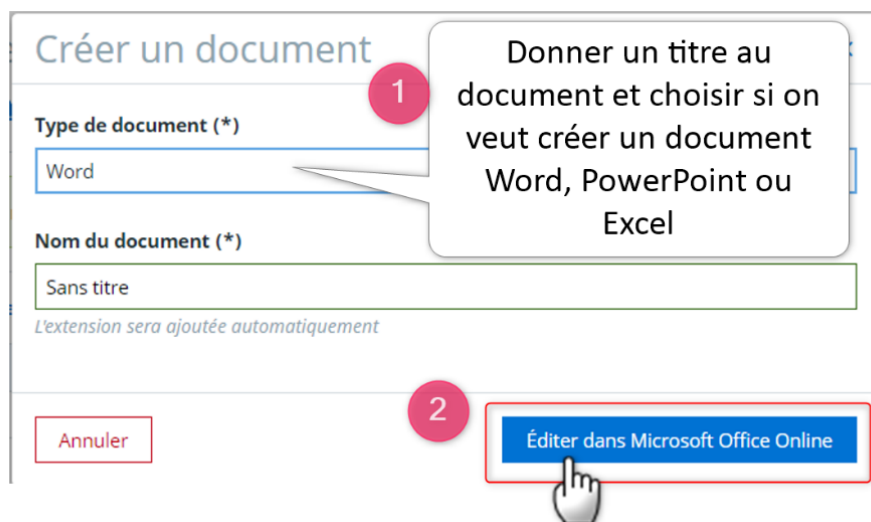 Créer un document
1
Donner un titre au
document et choisir si on
veut créer un document
Word, PowerPoint ou
Excel
Type de document (*)
Word
Nom du document (*)
Sans titre
L'extension sera ajoutée automatiquement
2
Annuler
Éditer dans Microsoft Office Online